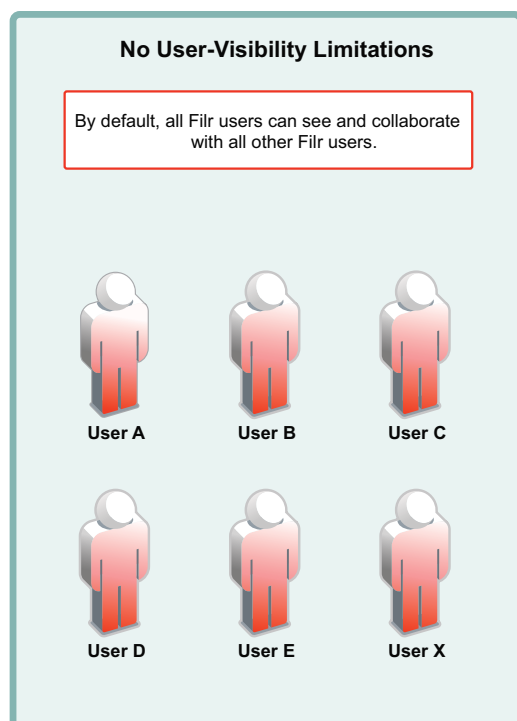 No User-Visibility Limitations
By default, all Filr users can see and collaborate
with all other Filr users.
User A
User B
User C
User D
User E
User X